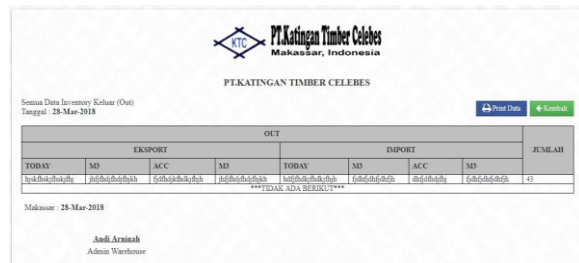 KTC
PT.Katingan Timber Celebes
Makassar, Indonesia
PT.KATINGAN TIMBER CELEBES
Semua Data Inventory Keluar (Out)
Tanggal : 28-Mar-2018
Print Data Kembali
OUT JUMLAH
EKSPORT IMPORT
TODAY M3 ACC M3 TODAY M3 ACC M3
43
***TIDAK ADA BERIKUT***
Makassar : 28-Mar-2018
Andi Arninah
Admin Warehouse